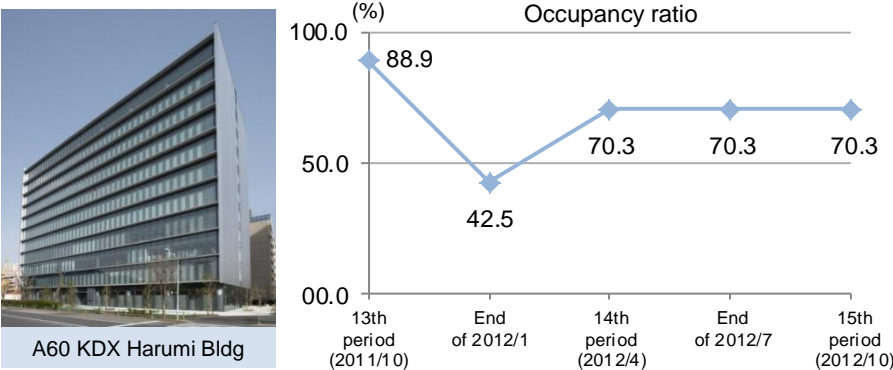 A60 KDX Harumi Bldg
(%)
Occupancy ratio
100.0
50.0
00.0
88.9
42.5
70.3
70.3
70.3
13th
period
(2011/10)
End
of 2012/1
14th
period
(2012/4)
End
of 2012/7
15th
period
(2012/10)